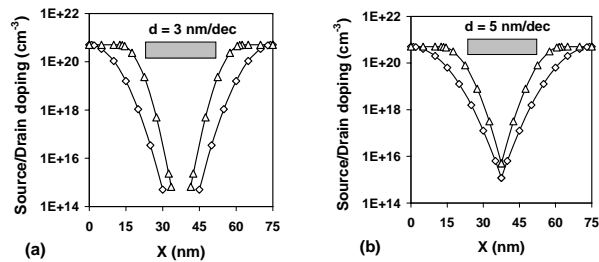 1E+22
1E+20
1E+18
1E+16
1E+14
Source/Drain doping (cm-3)
d = 3 nm/dec
0 15 30 45 60 75
X (nm)
(a)
1E+22
1E+20
1E+18
1E+16
1E+14
Source/Drain doping (cm-3)
d = 5 nm/dec
0 15 30 45 60 75
X (nm)
(b)